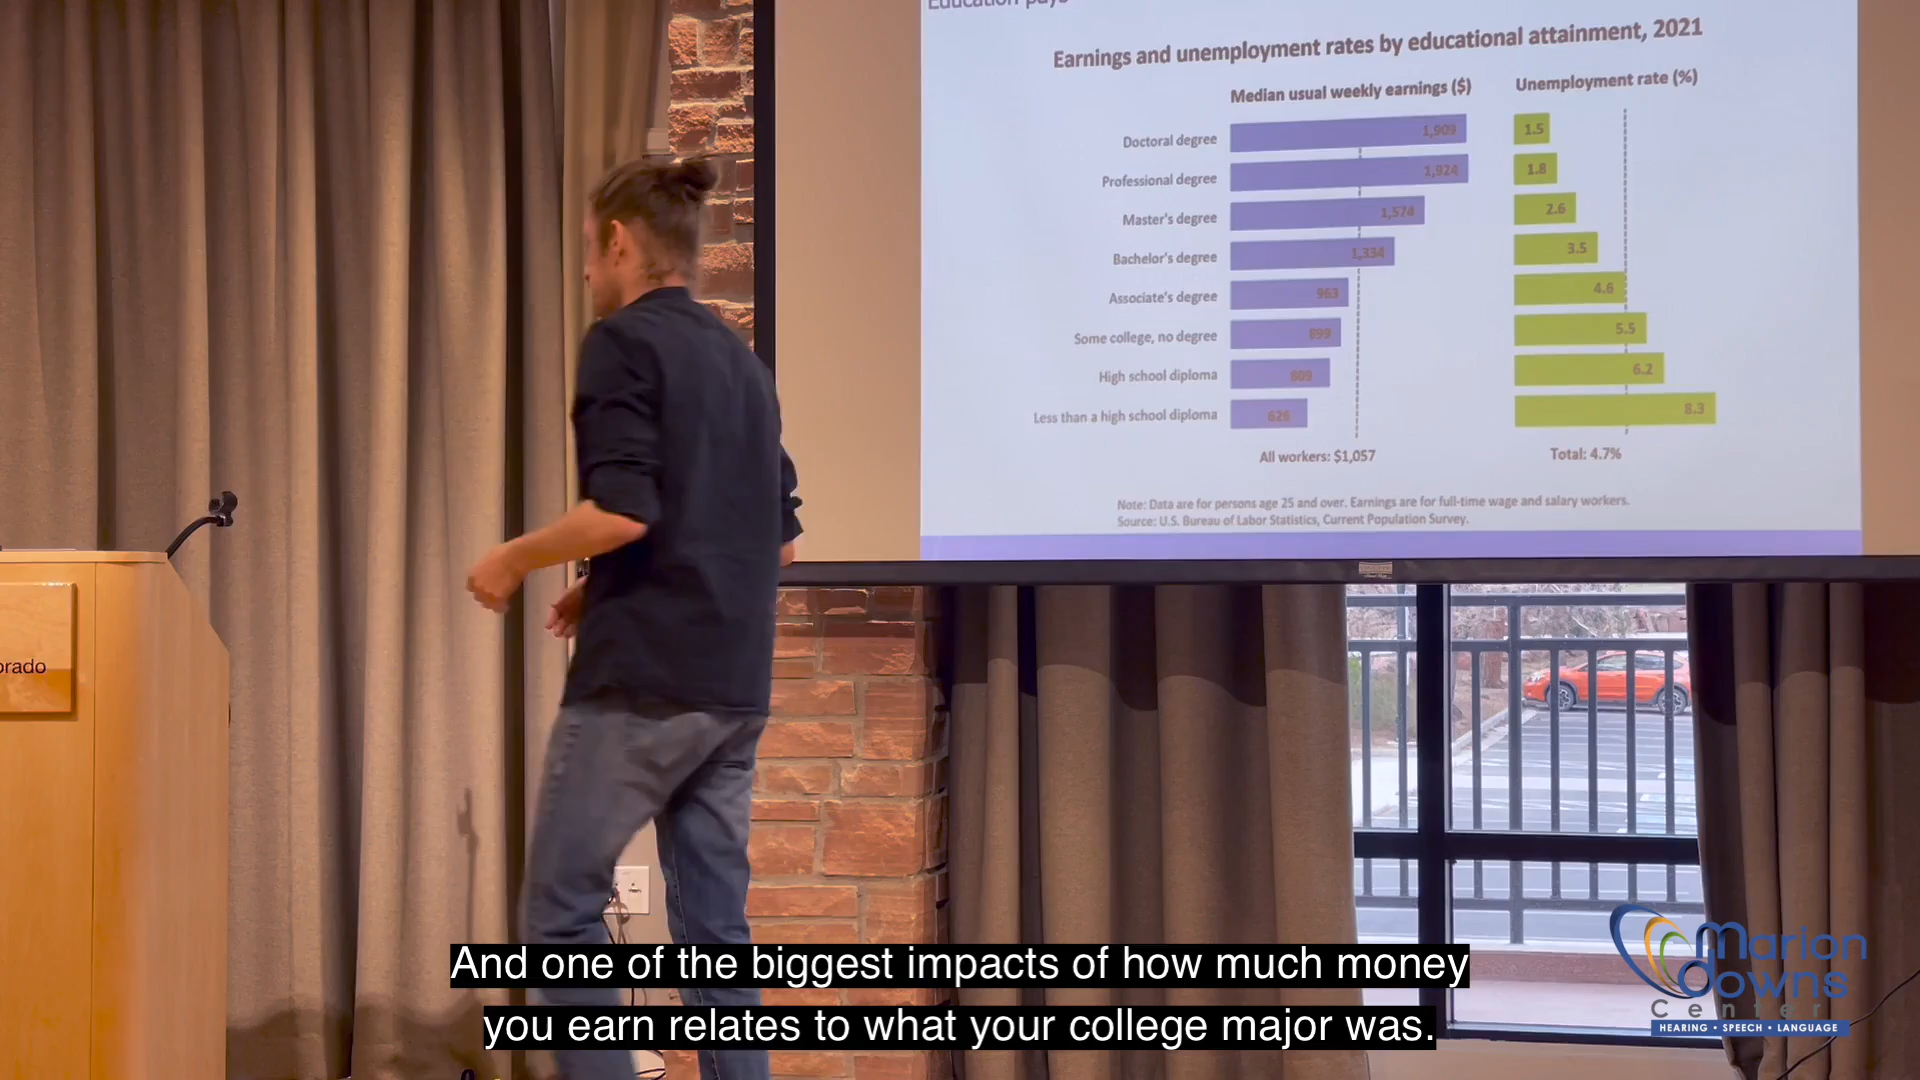 Education pays
Earnings and unemployment rates by educational attainment, 2021
Median usual weekly earnings ($)
Unemployment rate (%)
Doctoral degree 1,909 1.5
Professional degree 1,924 1.8
Master's degree 1,574 2.6
Bachelor's degree 1,334 3.5
Associate's degree 963 4.6
Some college, no degree 899 5.5
High school diploma 809 6.2
Less than a high school diploma 626 8.3
All workers: $1,057
Total: 4.7%
Note: Data are for persons age 25 and over. Earnings are for full-time wage and salary workers.
Source: U.S. Bureau of Labor Statistics, Current Population Survey.
orado
And one of the biggest impacts of how much money
you earn relates to what your college major was.
marion
downs
Center
HEARING • SPEECH • LANGUAGE